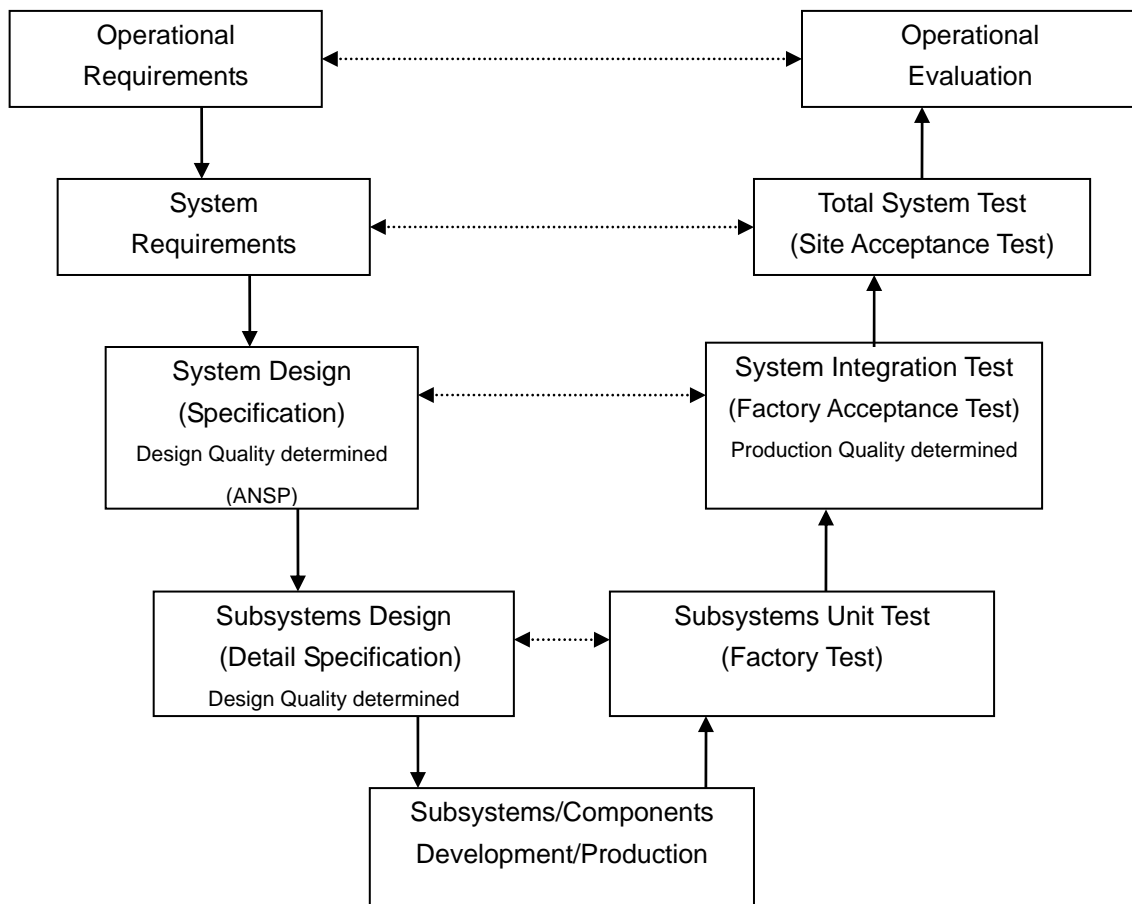 Operational
Requirements
Operational
Evaluation
System
Requirements
Total System Test
(Site Acceptance Test)
System Design
(Specification)
Design Quality determined
(ANSP)
System Integration Test
(Factory Acceptance Test)
Production Quality determined
Subsystems Design
(Detail Specification)
Design Quality determined
Subsystems Unit Test
(Factory Test)
Subsystems/Components
Development/Production